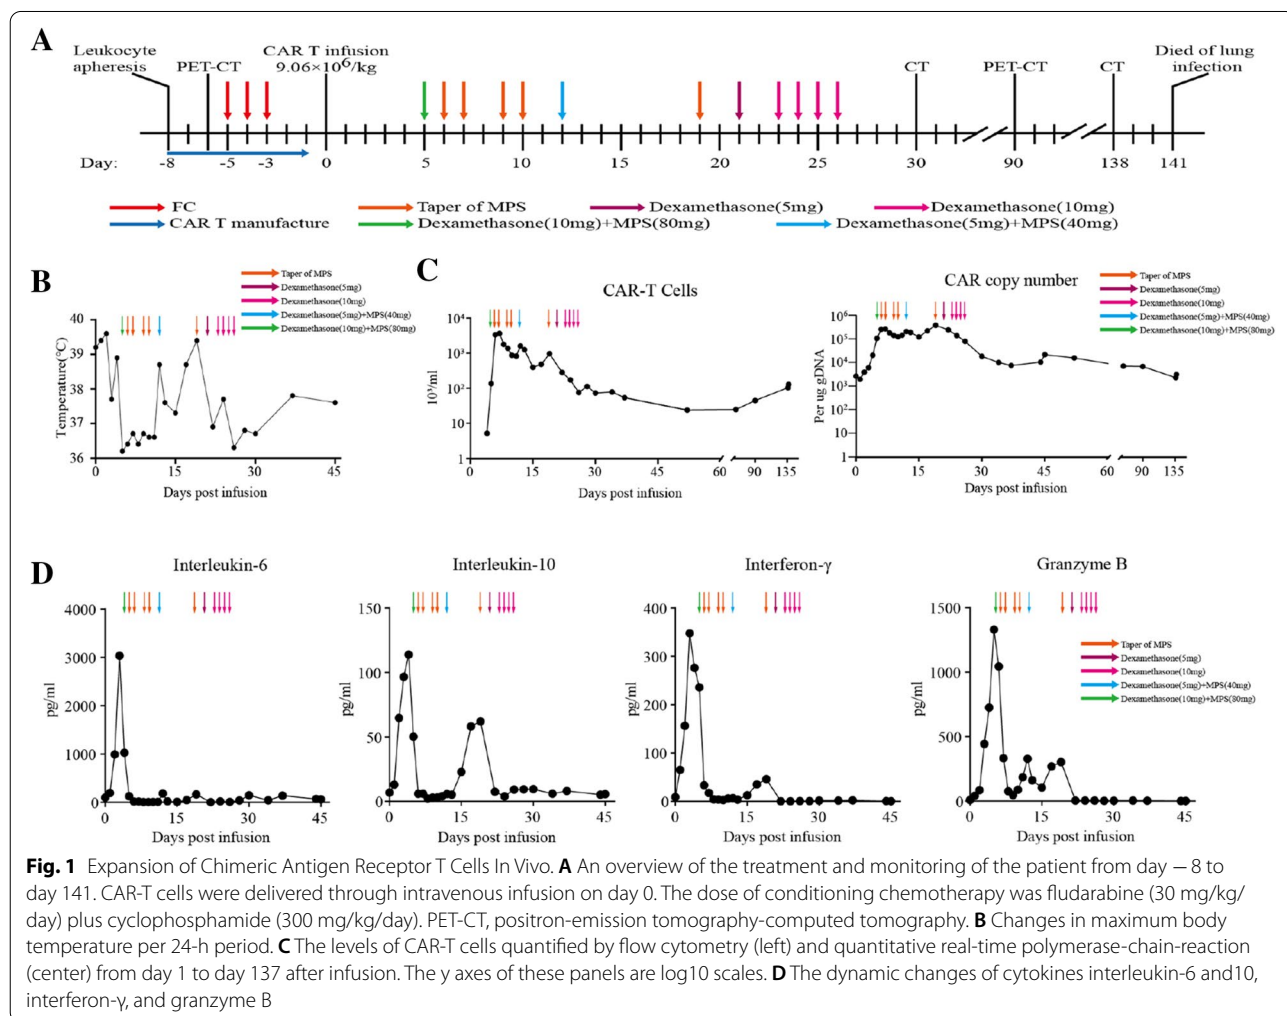 A
Leukocyte
apheresis
PET-CT
CAR T infusion
9.06×10⁶/kg
CT
PET-CT
CT
Died of lung
infection
Day: -8 -5 -3 0 5 10 15 20 25 30 90 138 141
FC
Taper of MPS
Dexamethasone(5mg)
Dexamethasone(10mg)
CAR T manufacture
Dexamethasone(10mg)+MPS(80mg)
Dexamethasone(5mg)+MPS(40mg)
B
Taper of MPS
Dexamethasone(5mg)
Dexamethasone(10mg)
Dexamethasone(5mg)+MPS(40mg)
Dexamethasone(10mg)+MPS(80mg)
Temperature(°C)
40
39
38
37
36
0 15 30 45
Days post infusion
C
CAR-T Cells
10³/ml
10⁴
10³
10²
10
1
0 15 30 45 60 90 135
Days post infusion
CAR copy number
Taper of MPS
Dexamethasone(5mg)
Dexamethasone(10mg)
Dexamethasone(5mg)+MPS(40mg)
Dexamethasone(10mg)+MPS(80mg)
Per ug gDNA
10⁶
10⁵
10⁴
10³
10²
10
1
0 15 30 45 60 90 135
Days post infusion
D
Interleukin-6
pg/ml
4000
3000
2000
1000
0
0 15 30 45
Days post infusion
Interleukin-10
pg/ml
150
100
50
0
0 15 30 45
Days post infusion
Interferon-γ
pg/ml
400
300
200
100
0
0 15 30 45
Days post infusion
Granzyme B
pg/ml
1500
1000
500
0
0 15 30 45
Days post infusion
Taper of MPS
Dexamethasone(5mg)
Dexamethasone(10mg)
Dexamethasone(5mg)+MPS(40mg)
Dexamethasone(10mg)+MPS(80mg)
Fig. 1 Expansion of Chimeric Antigen Receptor T Cells In Vivo. A An overview of the treatment and monitoring of the patient from day −8 to
day 141. CAR-T cells were delivered through intravenous infusion on day 0. The dose of conditioning chemotherapy was fludarabine (30 mg/kg/
day) plus cyclophosphamide (300 mg/kg/day). PET-CT, positron-emission tomography-computed tomography. B Changes in maximum body
temperature per 24-h period. C The levels of CAR-T cells quantified by flow cytometry (left) and quantitative real-time polymerase-chain-reaction
(center) from day 1 to day 137 after infusion. The y axes of these panels are log10 scales. D The dynamic changes of cytokines interleukin-6 and10,
interferon-γ, and granzyme B